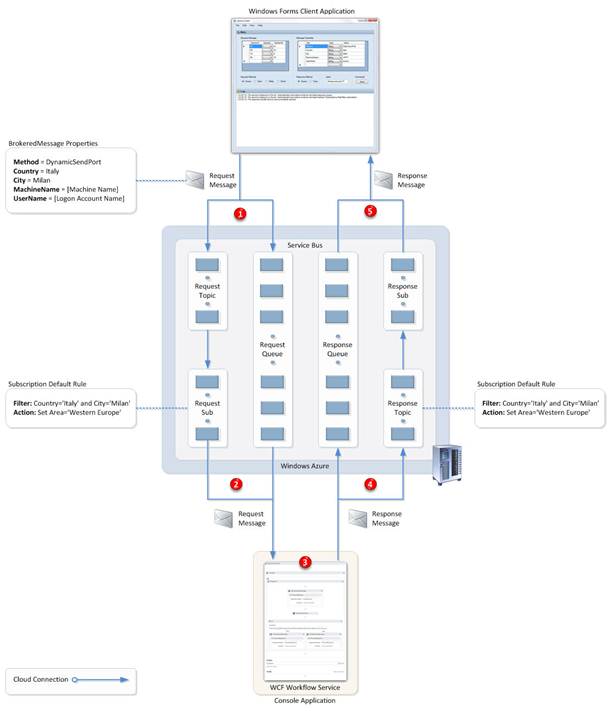 Windows Forms Client Application
BrokeredMessage Properties
Method = DynamicSendPort
Country = Italy
City = Milan
MachineName = [Machine Name]
UserName = [Logon Account Name]
Request
Message
Response
Message
1
5
Service Bus
Request
Topic
Request
Queue
Response
Queue
Response
Sub
Subscription Default Rule
Filter: Country='Italy' and City='Milan'
Action: Set Area='Western Europe'
Request
Sub
Response
Topic
Subscription Default Rule
Filter: Country='Italy' and City='Milan'
Action: Set Area='Western Europe'
Windows Azure
2
4
Request
Message
Response
Message
3
WCF Workflow Service
Console Application
Cloud Connection